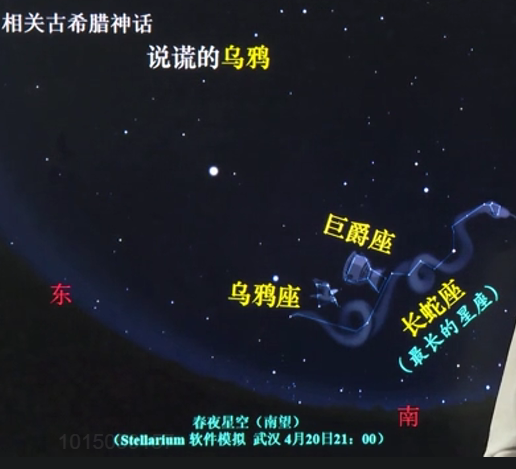 相关古希腊神话
说谎的乌鸦
巨爵座
乌鸦座
长蛇座
(最长的星座)
东
南
春夜星空（南望）
(Stellarium 软件模拟 武汉 4月20日21：00)